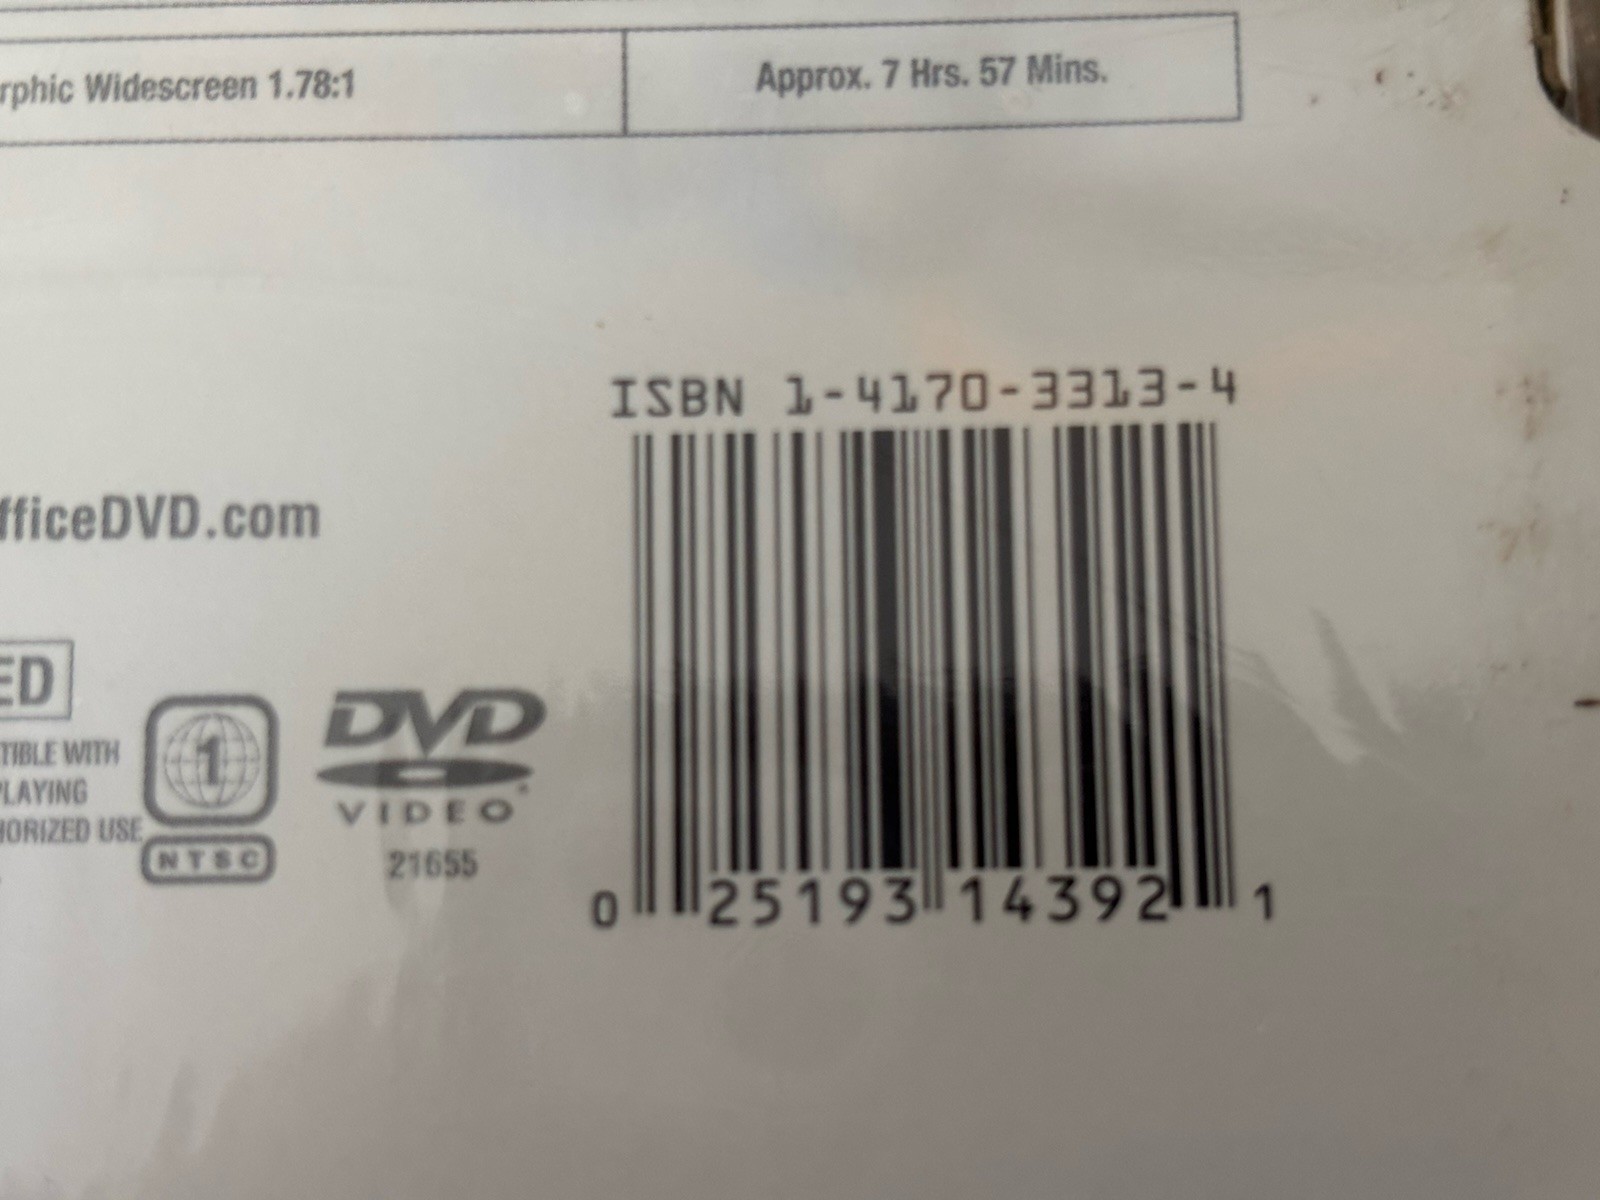 rphic Widescreen 1.78:1
Approx. 7 Hrs. 57 Mins.
ISBN 1-4170-3313-4
fficeDVD.com
ED
TIBLE WITH
PLAYING
HORIZED USE
1
NTSC
DVD
VIDEO
21655
0 25193 14392 1